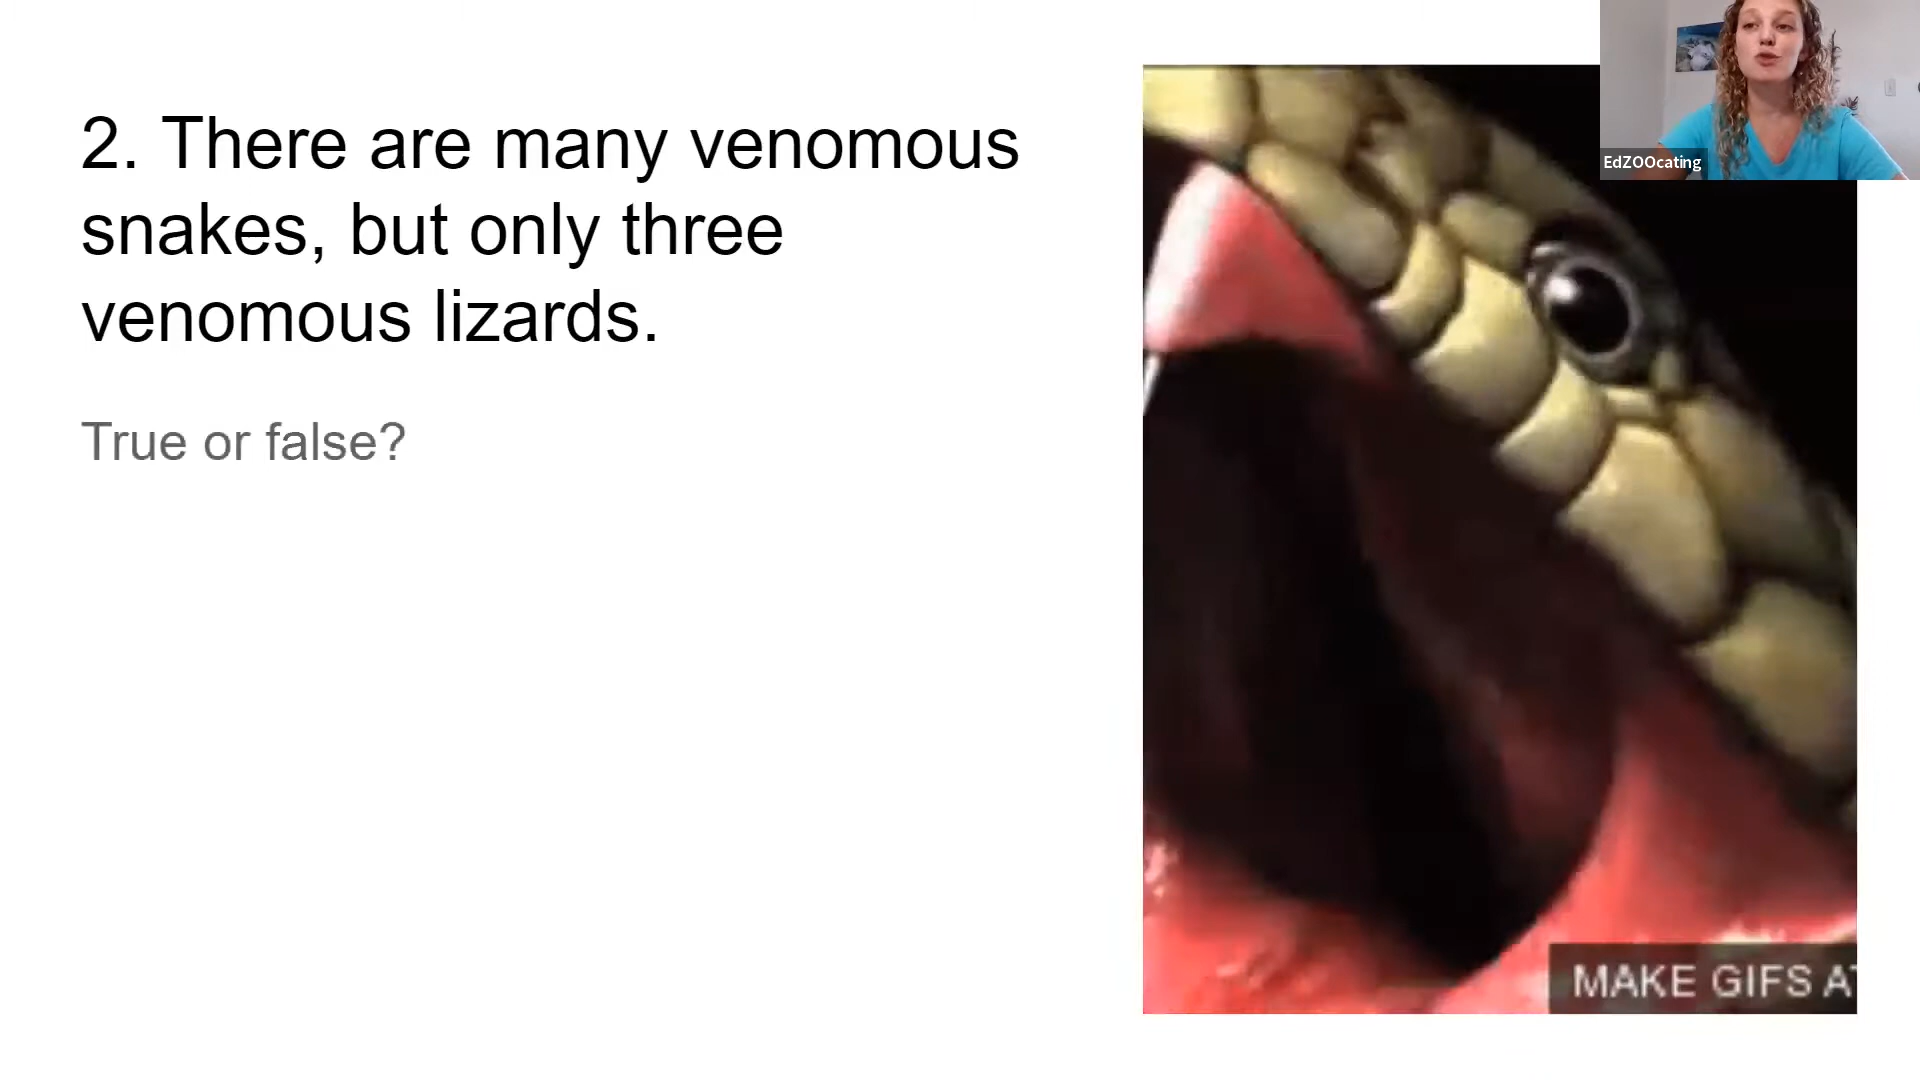 2. There are many venomous
snakes, but only three
venomous lizards.
True or false?
EdZOOcating
MAKE GIFS A